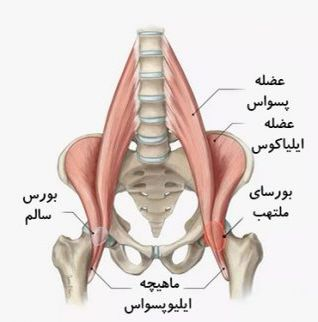 عضله
پسواس
عضله
ایلیاکوس
بورسای
ملتهب
بورس
سالم
ماهیچه
ایلیوپسواس